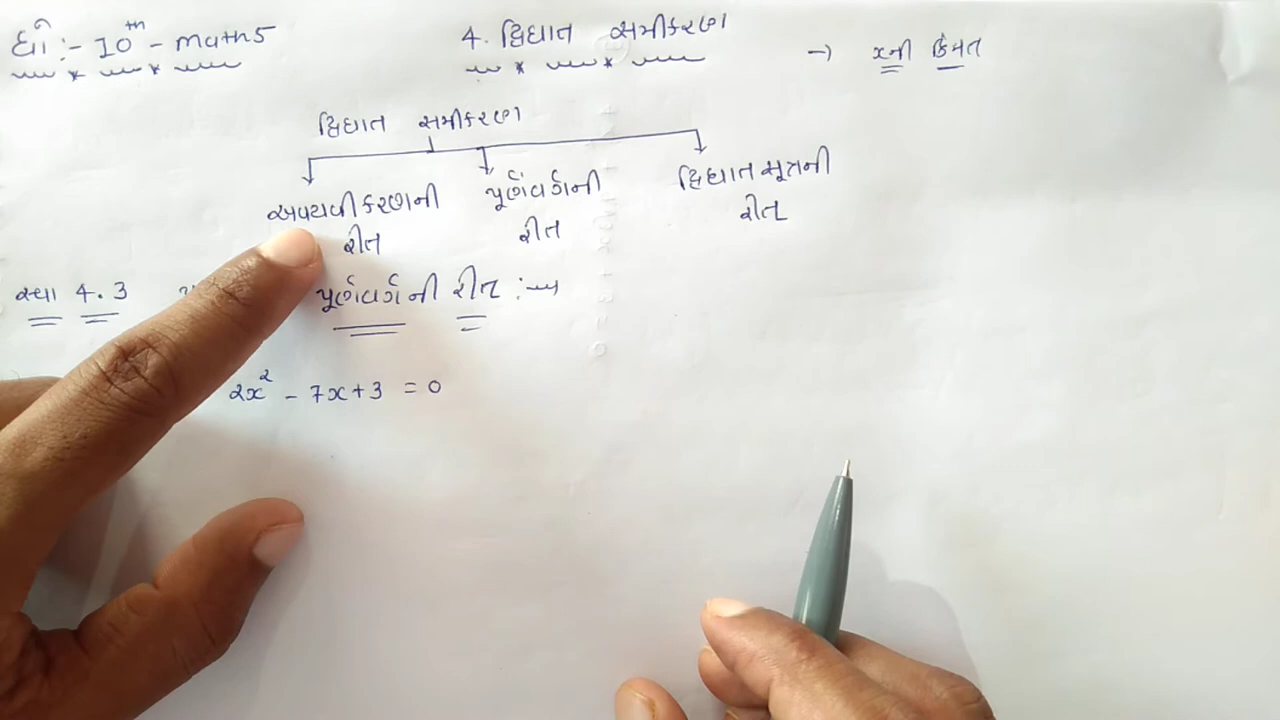 ધો :- 10th - maths
4. દ્વિઘાત સમીકરણ
→ xની કિંમત
દ્વિઘાત સમીકરણ
અવયવીકરણની રીત
પૂર્ણવર્ગની રીત
દ્વિઘાત સૂત્રની રીત
સ્વા 4.3
પૂર્ણવર્ગની રીત :→
2x² - 7x + 3 = 0